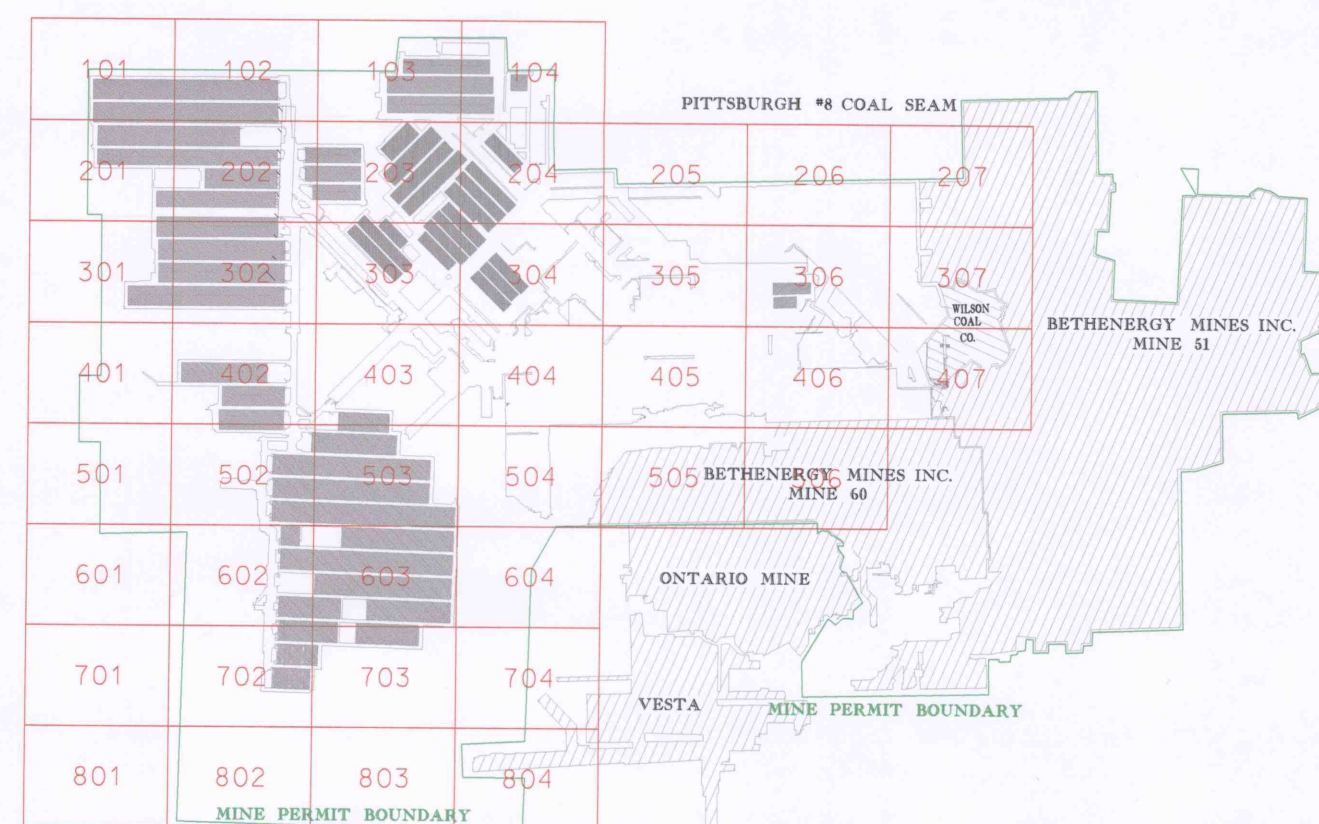 101 102 103 104
PITTSBURGH #8 COAL SEAM
201 202 203 204 205 206 207
301 302 303 304 305 306 307
WILSON
COAL
CO.
BETHENERGY MINES INC.
MINE 51
401 402 403 404 405 406 407
501 502 503 504 505 506
BETHENERGY MINES INC.
MINE 60
601 602 603 604
ONTARIO MINE
701 702 703 704
VESTA
MINE PERMIT BOUNDARY
801 802 803 804
MINE PERMIT BOUNDARY